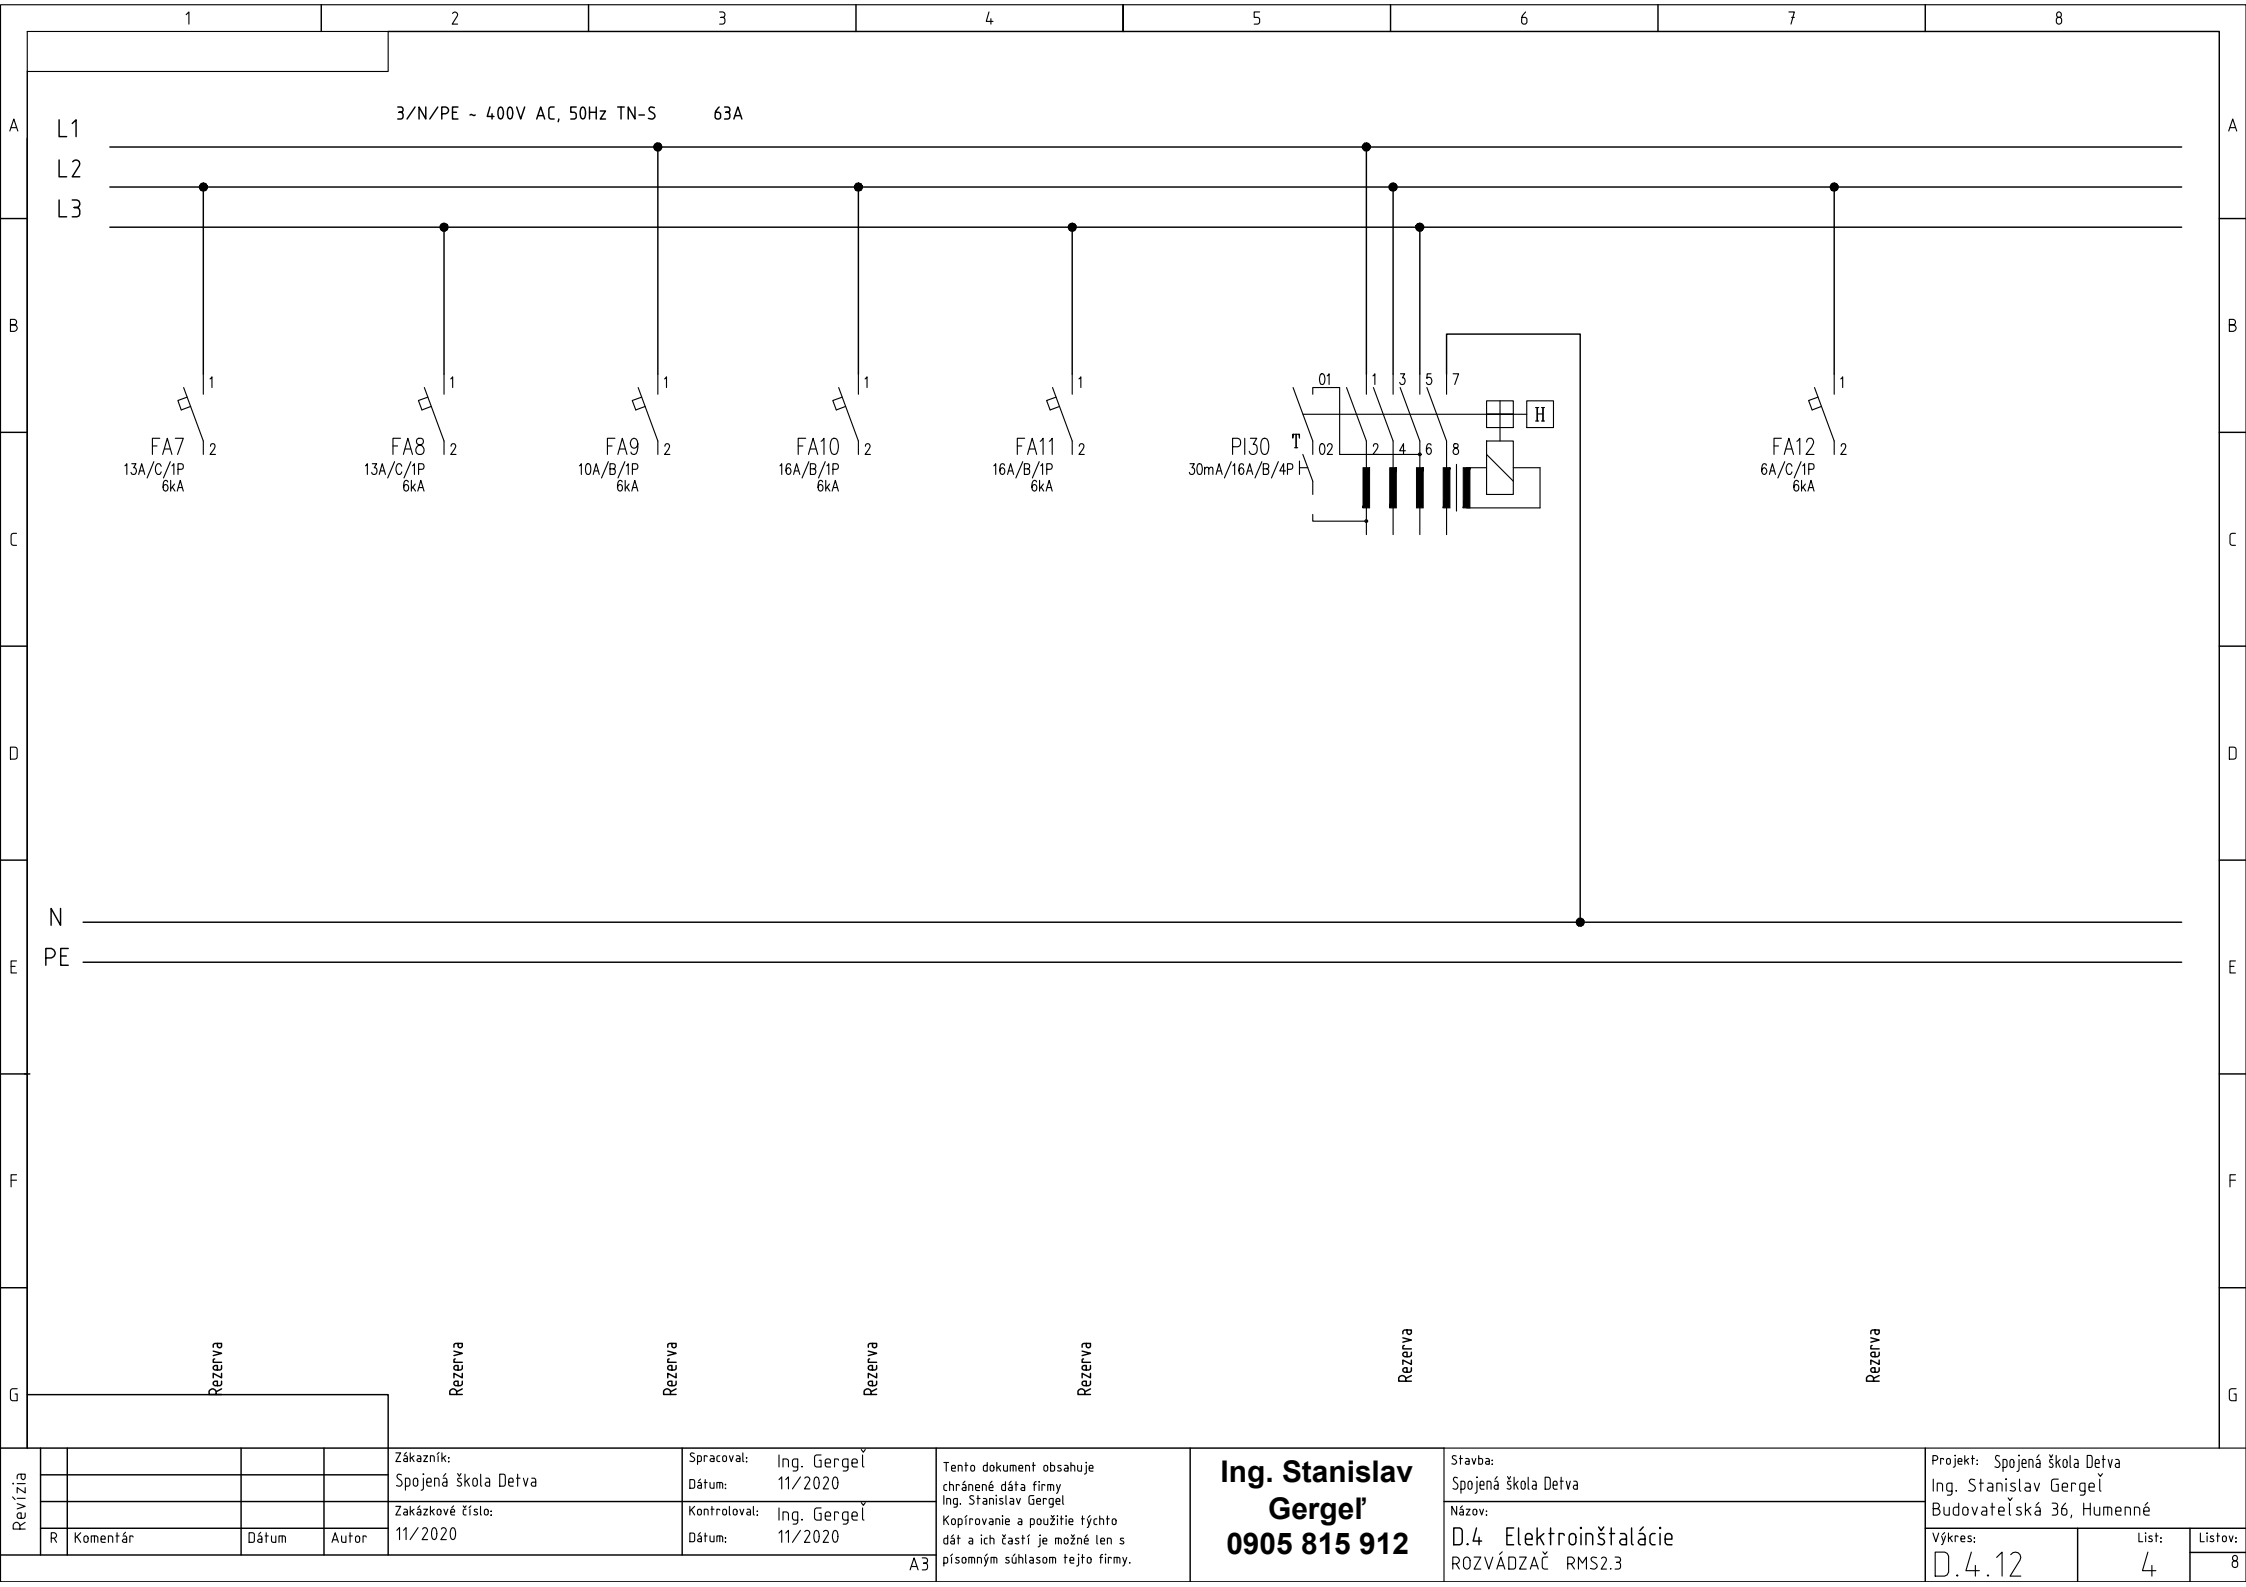 1 2 3 4 5 6 7 8
A A
3/N/PE ~ 400V AC, 50Hz TN-S 63A
L1
L2
L3
B B
1 1 1 1 1 01 1 3 5 7 1
H
FA7 2 FA8 2 FA9 2 FA10 2 FA11 2 PI30 T 02 2 4 6 8 FA12 2
13A/C/1P 13A/C/1P 10A/B/1P 16A/B/1P 16A/B/1P 30mA/16A/B/4P 6A/C/1P
6kA 6kA 6kA 6kA 6kA 6kA
C C
D D
N
PE
E E
F F
Rezerva Rezerva Rezerva Rezerva Rezerva Rezerva Rezerva
G G
Revízia
R Komentár Dátum Autor
Zákazník:
Spojená škola Detva
Zakázkové číslo:
11/2020
Spracoval: Ing. Gergeľ
Dátum: 11/2020
Kontroloval: Ing. Gergeľ
Dátum: 11/2020
A3
Tento dokument obsahuje
chránené dáta firmy
Ing. Stanislav Gergel
Kopírovanie a použitie týchto
dát a ich častí je možné len s
písomným súhlasom tejto firmy.
Ing. Stanislav
Gergeľ
0905 815 912
Stavba:
Spojená škola Detva
Názov:
D.4 Elektroinštalácie
ROZVÁDZAČ RMS2.3
Projekt: Spojená škola Detva
Ing. Stanislav Gergeľ
Budovateľská 36, Humenné
Výkres: List: Listov:
D.4.12 4 8